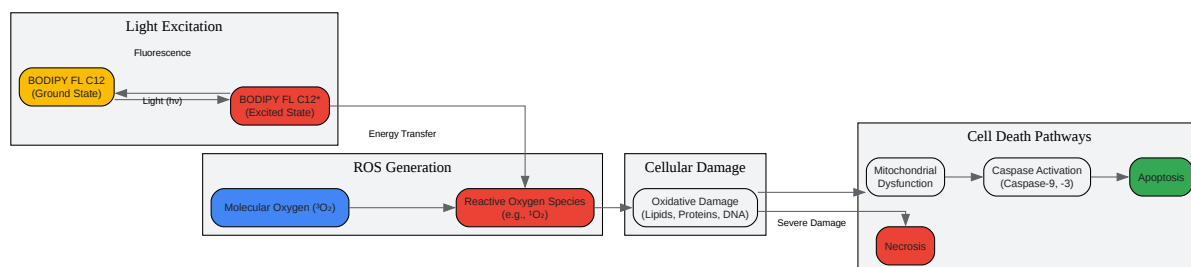 Light Excitation
Fluorescence
BODIPY FL C12
(Ground State)
Light (hν)
BODIPY FL C12*
(Excited State)
Energy Transfer
ROS Generation
Molecular Oxygen (³O₂)
Reactive Oxygen Species
(e.g., ¹O₂)
Cellular Damage
Oxidative Damage
(Lipids, Proteins, DNA)
Severe Damage
Cell Death Pathways
Mitochondrial
Dysfunction
Caspase Activation
(Caspase-9, -3)
Apoptosis
Necrosis